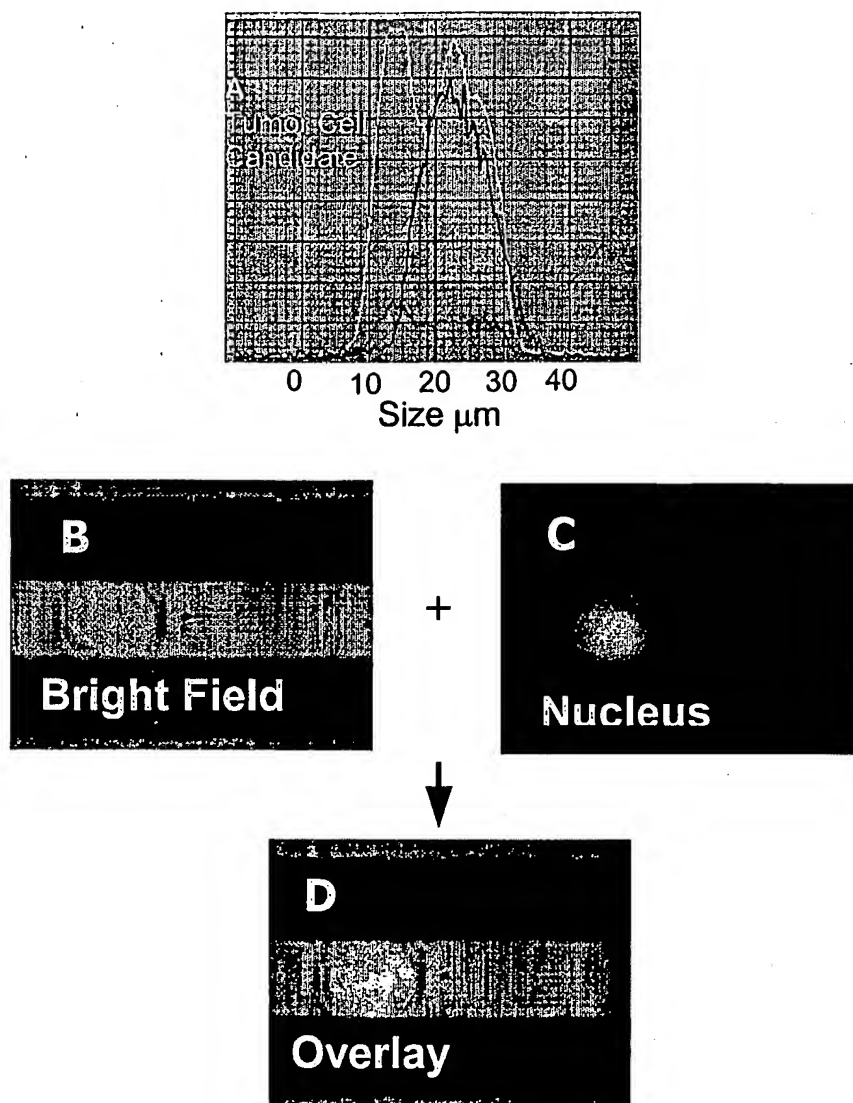 A
Tumor Cell
Candidate
0 10 20 30 40
Size μm
B
Bright Field
+
C
Nucleus
D
Overlay